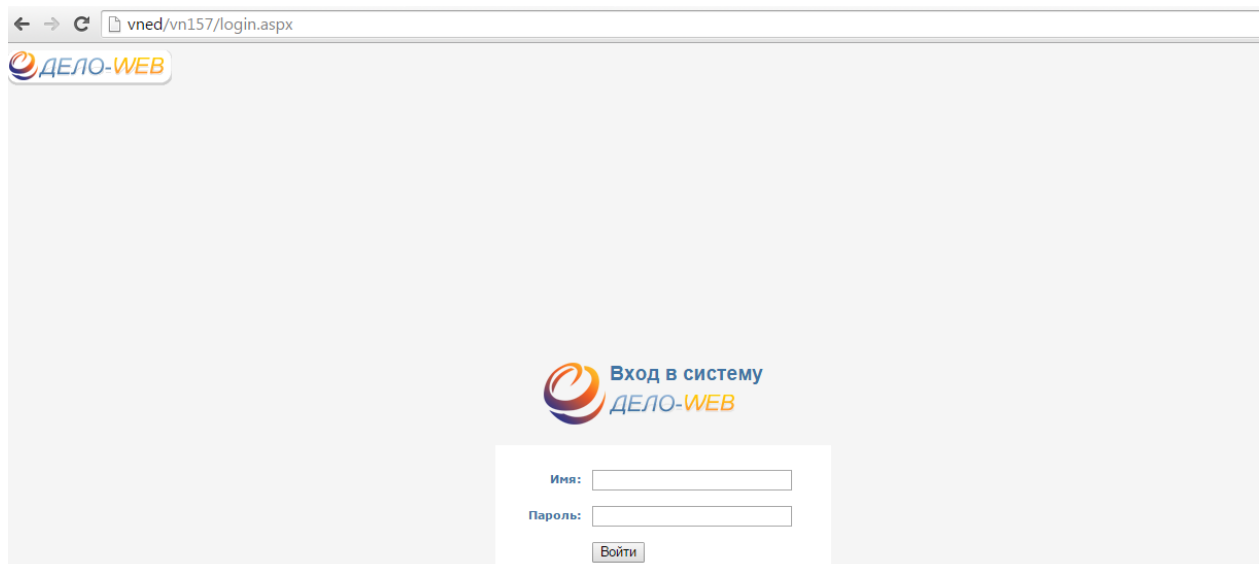 vned/vn157/login.aspx
ДЕЛО-WEB
Вход в систему
ДЕЛО-WEB
Имя:
Пароль:
Войти